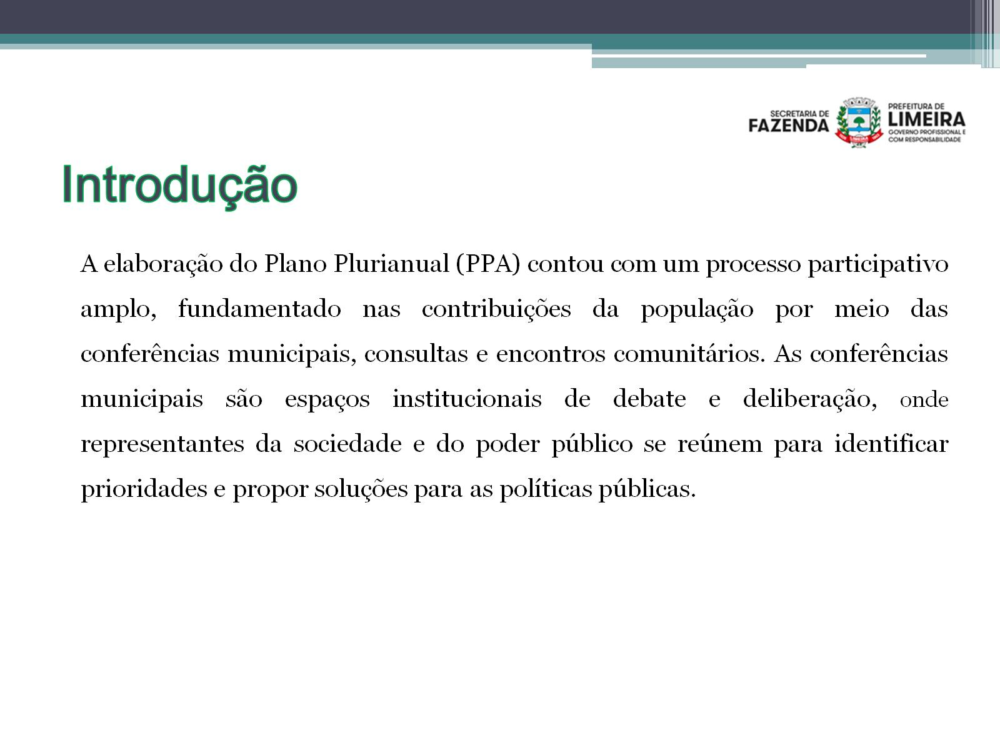 SECRETARIA DE
FAZENDA
LIMEIRA
PREFEITURA DE
LIMEIRA
GOVERNO PROFISSIONAL E
COM RESPONSABILIDADE
Introdução
A elaboração do Plano Plurianual (PPA) contou com um processo participativo
amplo, fundamentado nas contribuições da população por meio das
conferências municipais, consultas e encontros comunitários. As conferências
municipais são espaços institucionais de debate e deliberação, onde
representantes da sociedade e do poder público se reúnem para identificar
prioridades e propor soluções para as políticas públicas.